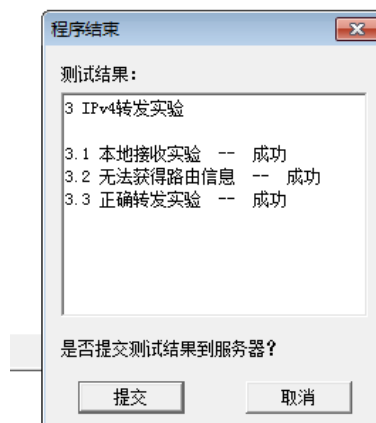 程序结束
测试结果：
3 IPv4转发实验
3.1 本地接收实验 -- 成功
3.2 无法获得路由信息 -- 成功
3.3 正确转发实验 -- 成功
是否提交测试结果到服务器？
提交
取消